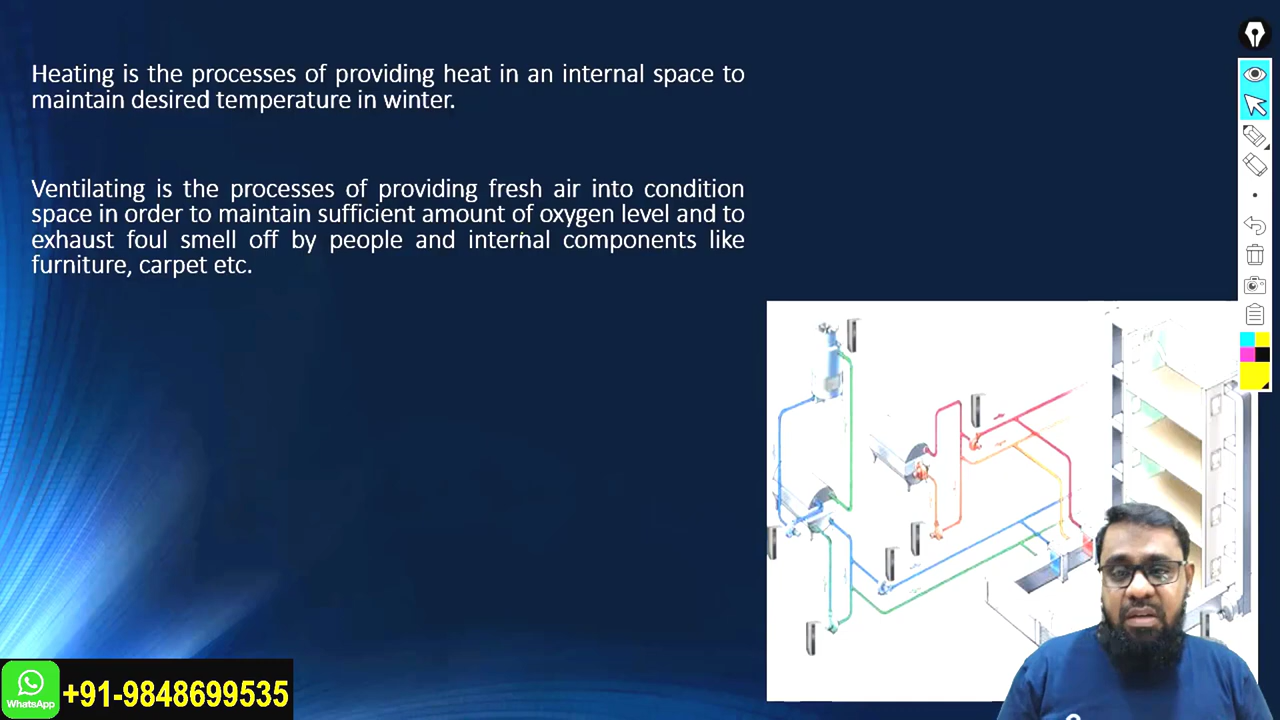 Heating is the processes of providing heat in an internal space to
maintain desired temperature in winter.
Ventilating is the processes of providing fresh air into condition
space in order to maintain sufficient amount of oxygen level and to
exhaust foul smell off by people and internal components like
furniture, carpet etc.
WhatsApp
+91-9848699535